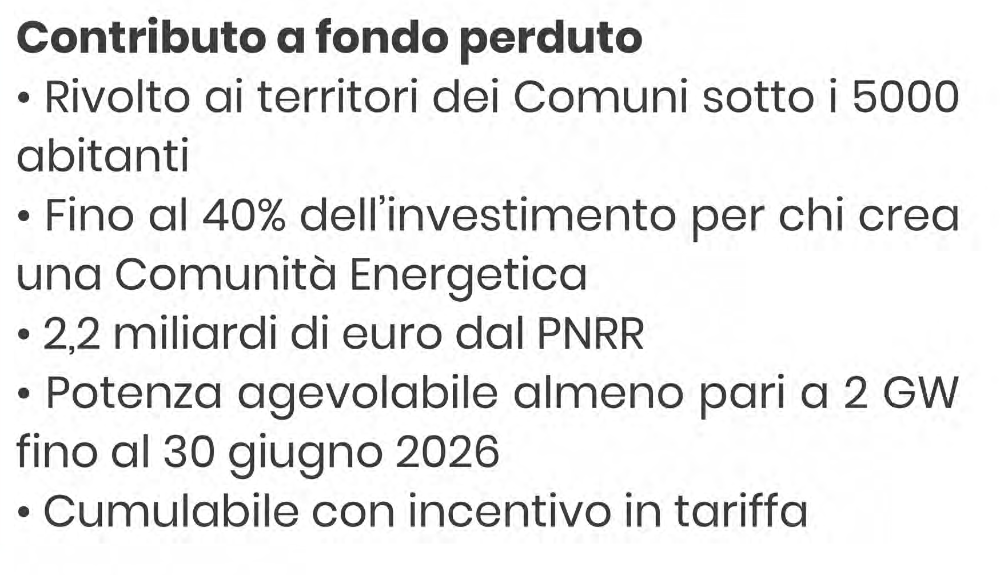 Contributo a fondo perduto
• Rivolto ai territori dei Comuni sotto i 5000
abitanti
• Fino al 40% dell’investimento per chi crea
una Comunità Energetica
• 2,2 miliardi di euro dal PNRR
• Potenza agevolabile almeno pari a 2 GW
fino al 30 giugno 2026
• Cumulabile con incentivo in tariffa